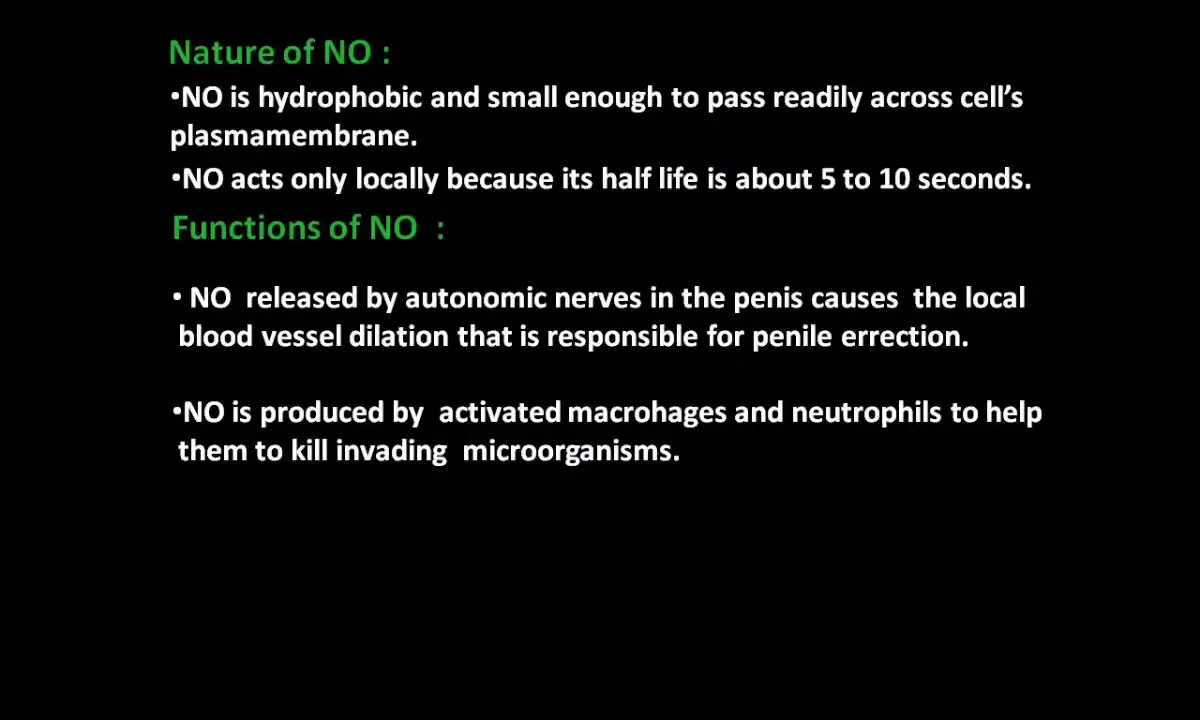 Nature of NO :
•NO is hydrophobic and small enough to pass readily across cell’s
plasmamembrane.
•NO acts only locally because its half life is about 5 to 10 seconds.
Functions of NO  :
• NO  released by autonomic nerves in the penis causes  the local
blood vessel dilation that is responsible for penile errection.
•NO is produced by  activated macrohages and neutrophils to help
them to kill invading  microorganisms.